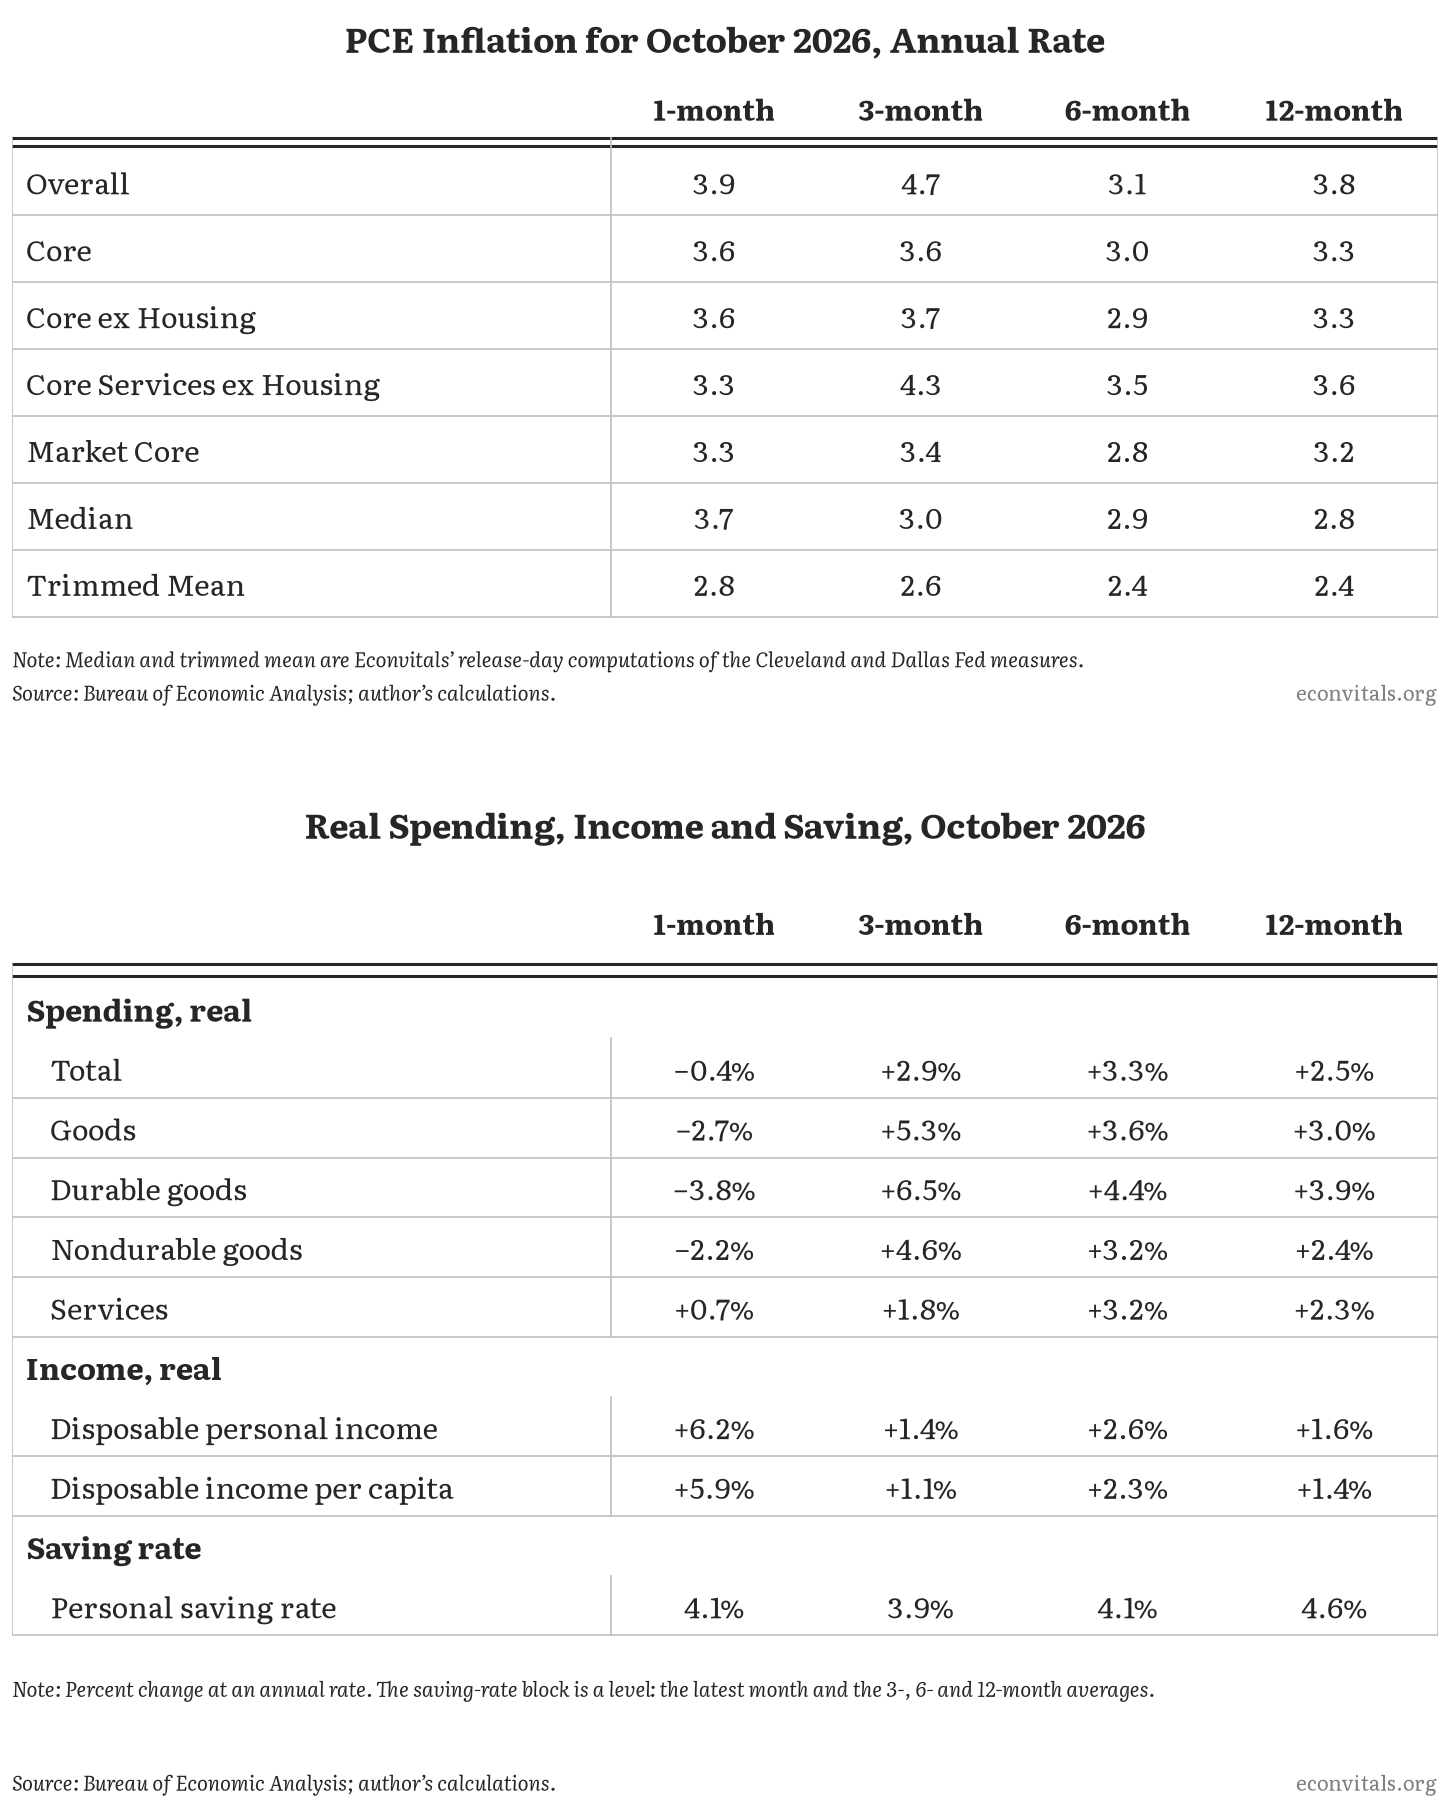 PCE Inflation for October 2026, Annual Rate
1-month 3-month 6-month 12-month
Overall 3.9 4.7 3.1 3.8
Core 3.6 3.6 3.0 3.3
Core ex Housing 3.6 3.7 2.9 3.3
Core Services ex Housing 3.3 4.3 3.5 3.6
Market Core 3.3 3.4 2.8 3.2
Median 3.7 3.0 2.9 2.8
Trimmed Mean 2.8 2.6 2.4 2.4
Note: Median and trimmed mean are Econvitals’ release-day computations of the Cleveland and Dallas Fed measures.
Source: Bureau of Economic Analysis; author’s calculations. econvitals.org
Real Spending, Income and Saving, October 2026
1-month 3-month 6-month 12-month
Spending, real
Total −0.4% +2.9% +3.3% +2.5%
Goods −2.7% +5.3% +3.6% +3.0%
Durable goods −3.8% +6.5% +4.4% +3.9%
Nondurable goods −2.2% +4.6% +3.2% +2.4%
Services +0.7% +1.8% +3.2% +2.3%
Income, real
Disposable personal income +6.2% +1.4% +2.6% +1.6%
Disposable income per capita +5.9% +1.1% +2.3% +1.4%
Saving rate
Personal saving rate 4.1% 3.9% 4.1% 4.6%
Note: Percent change at an annual rate. The saving-rate block is a level: the latest month and the 3-, 6- and 12-month averages.
Source: Bureau of Economic Analysis; author’s calculations. econvitals.org